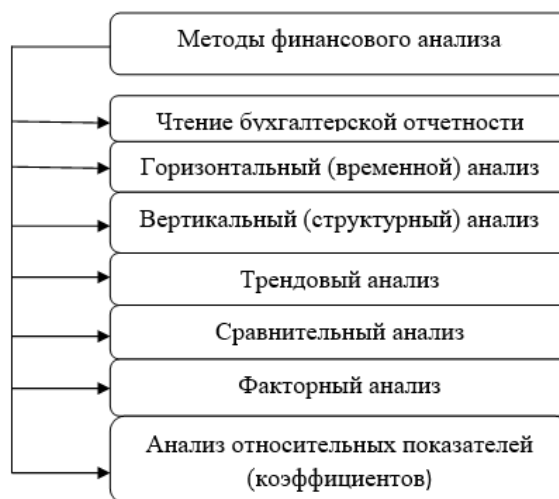 Методы финансового анализа
Чтение бухгалтерской отчетности
Горизонтальный (временной) анализ
Вертикальный (структурный) анализ
Трендовый анализ
Сравнительный анализ
Факторный анализ
Анализ относительных показателей
(коэффициентов)